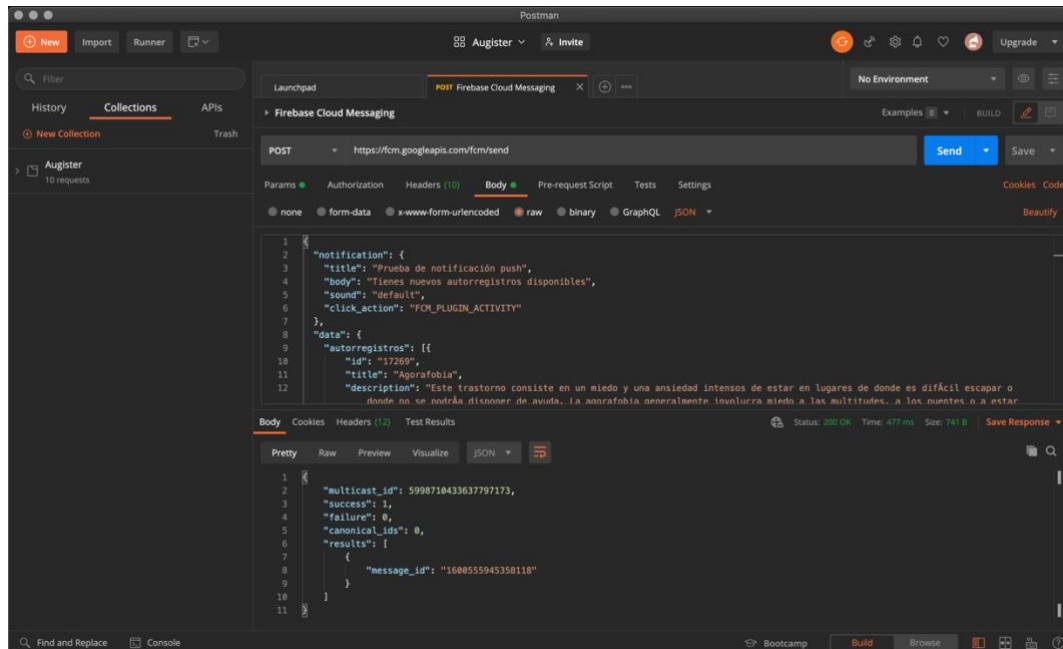 Postman
New Import Runner Augister Invite Upgrade
Filter
History Collections APIs
New Collection Trash
Augister
10 requests
Launchpad POST Firebase Cloud Messaging No Environment
Firebase Cloud Messaging Examples 0 BUILD
POST https://fcm.googleapis.com/fcm/send Send Save
Params Authorization Headers (10) Body Pre-request Script Tests Settings Cookies Code
none form-data x-www-form-urlencoded raw binary GraphQL JSON Beautify
1 {
2 "notification": {
3 "title": "Prueba de notificación push",
4 "body": "Tienes nuevos autorregistros disponibles",
5 "sound": "default",
6 "click_action": "FCM_PLUGIN_ACTIVITY"
7 },
8 "data": {
9 "autorregistros": [{
10 "id": "17269",
11 "title": "Agorafobia",
12 "description": "Este trastorno consiste en un miedo y una ansiedad intensos de estar en lugares de donde es difÃcil escapar o
donde no se podrÃa disponer de ayuda. La agorafobia generalmente involucra miedo a las multitudes, a los puentes o a estar
Body Cookies Headers (12) Test Results Status: 200 OK Time: 477 ms Size: 741 B Save Response
Pretty Raw Preview Visualize JSON
1 {
2 "multicast_id": 5998710433637797173,
3 "success": 1,
4 "failure": 0,
5 "canonical_ids": 0,
6 "results": [
7 {
8 "message_id": "1600555945358118"
9 }
10 ]
11 }
Find and Replace Console Bootcamp Build Browse